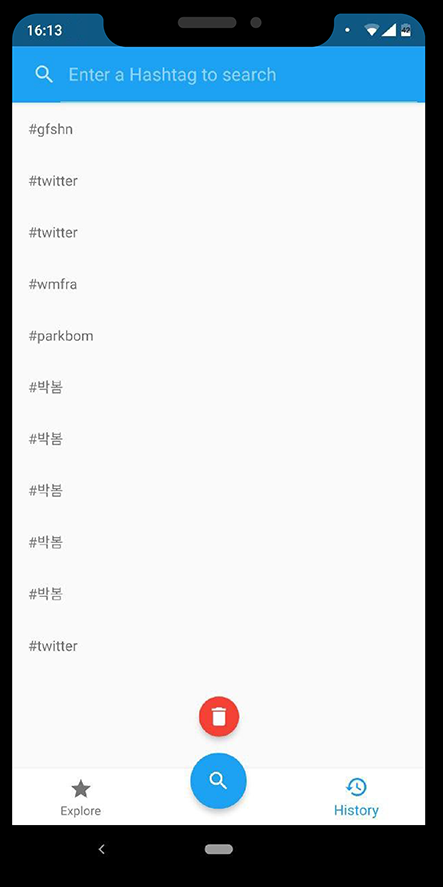 16:13
Enter a Hashtag to search
#gfshn
#twitter
#twitter
#wmfra
#parkbom
#박봄
#박봄
#박봄
#박봄
#박봄
#twitter
Explore
History